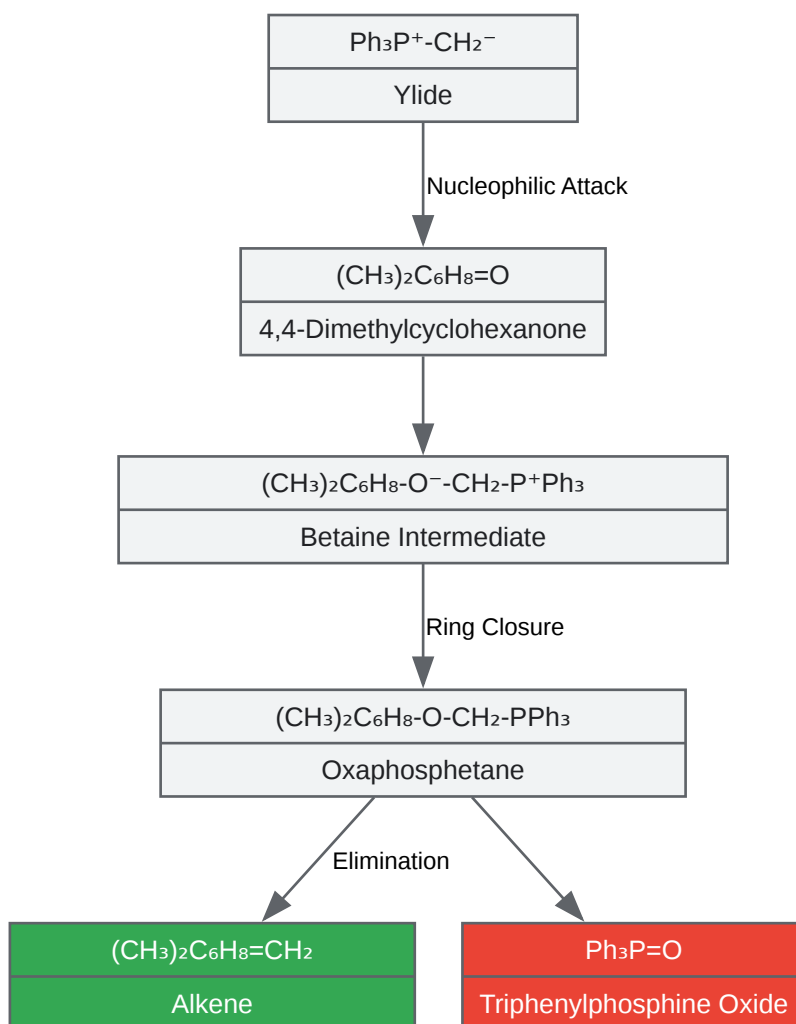 Ph₃P⁺-CH₂⁻
Ylide
Nucleophilic Attack
(CH₃)₂C₆H₈=O
4,4-Dimethylcyclohexanone
(CH₃)₂C₆H₈-O⁻-CH₂-P⁺Ph₃
Betaine Intermediate
Ring Closure
(CH₃)₂C₆H₈-O-CH₂-PPh₃
Oxaphosphetane
Elimination
(CH₃)₂C₆H₈=CH₂
Alkene
Ph₃P=O
Triphenylphosphine Oxide